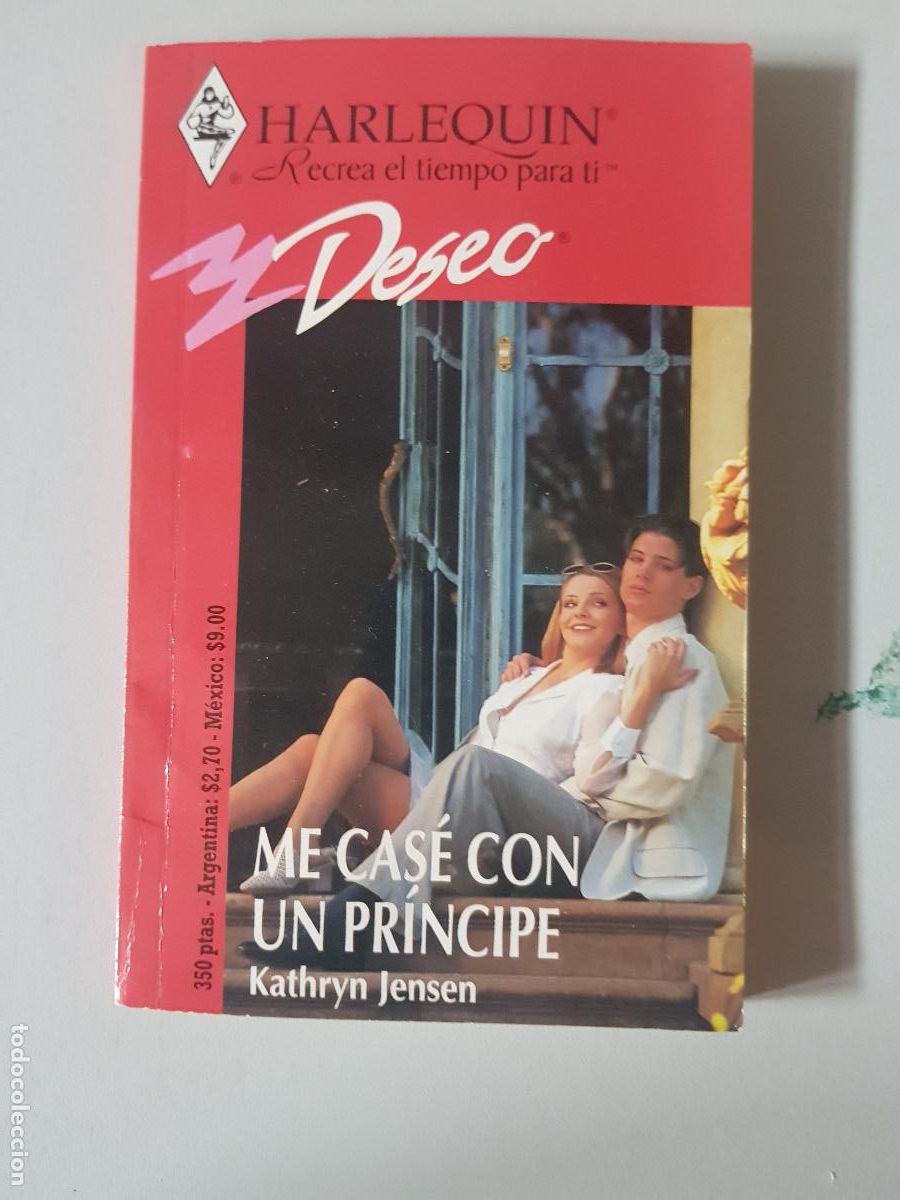 HARLEQUIN®
Recrea el tiempo para ti™
Deseo®
350 ptas. - Argentina: $2,70 - México: $9.00
ME CASÉ CON
UN PRÍNCIPE
Kathryn Jensen
todocoleccion